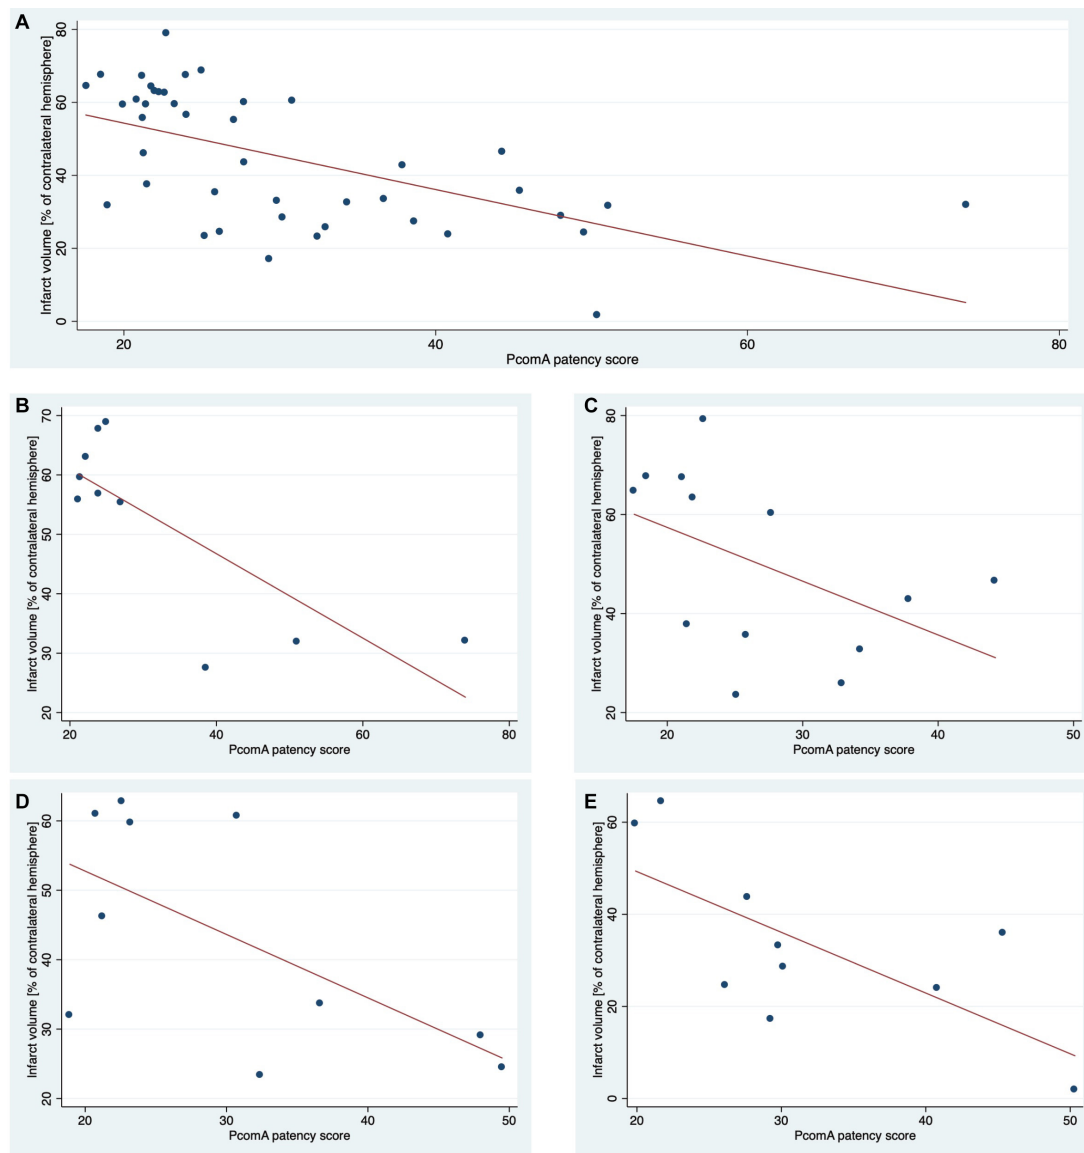 A
Infarct volume [% of contralateral hemisphere]
80
60
40
20
0
20 40 60 80
PcomA patency score
B
Infarct volume [% of contralateral hemisphere]
70
60
50
40
30
20
20 40 60 80
PcomA patency score
C
Infarct volume [% of contralateral hemisphere]
80
60
40
20
20 30 40 50
PcomA patency score
D
Infarct volume [% of contralateral hemisphere]
60
50
40
30
20
20 30 40 50
PcomA patency score
E
Infarct volume [% of contralateral hemisphere]
60
40
20
0
20 30 40 50
PcomA patency score